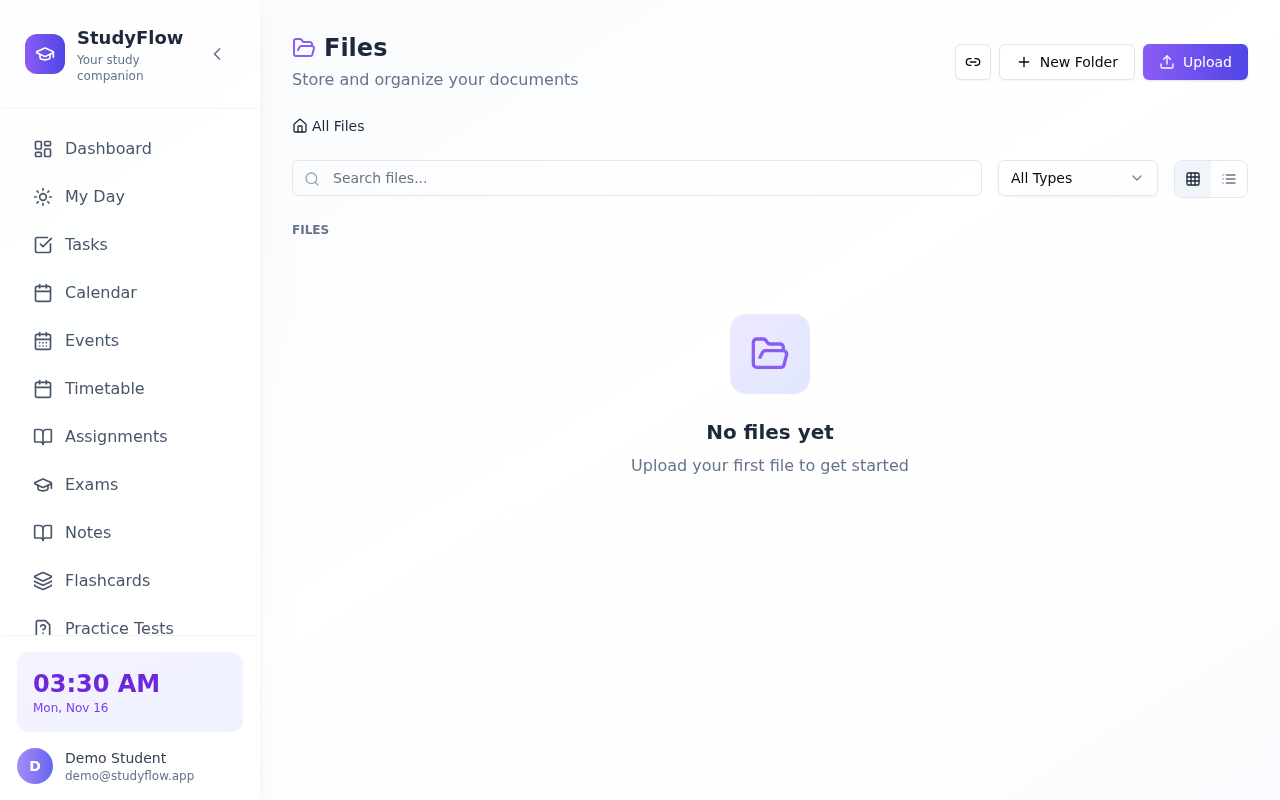 StudyFlow
Your study
companion
Dashboard
My Day
Tasks
Calendar
Events
Timetable
Assignments
Exams
Notes
Flashcards
Practice Tests
03:30 AM
Mon, Nov 16
D
Demo Student
demo@studyflow.app
Files
Store and organize your documents
New Folder
Upload
All Files
Search files...
All Types
FILES
No files yet
Upload your first file to get started